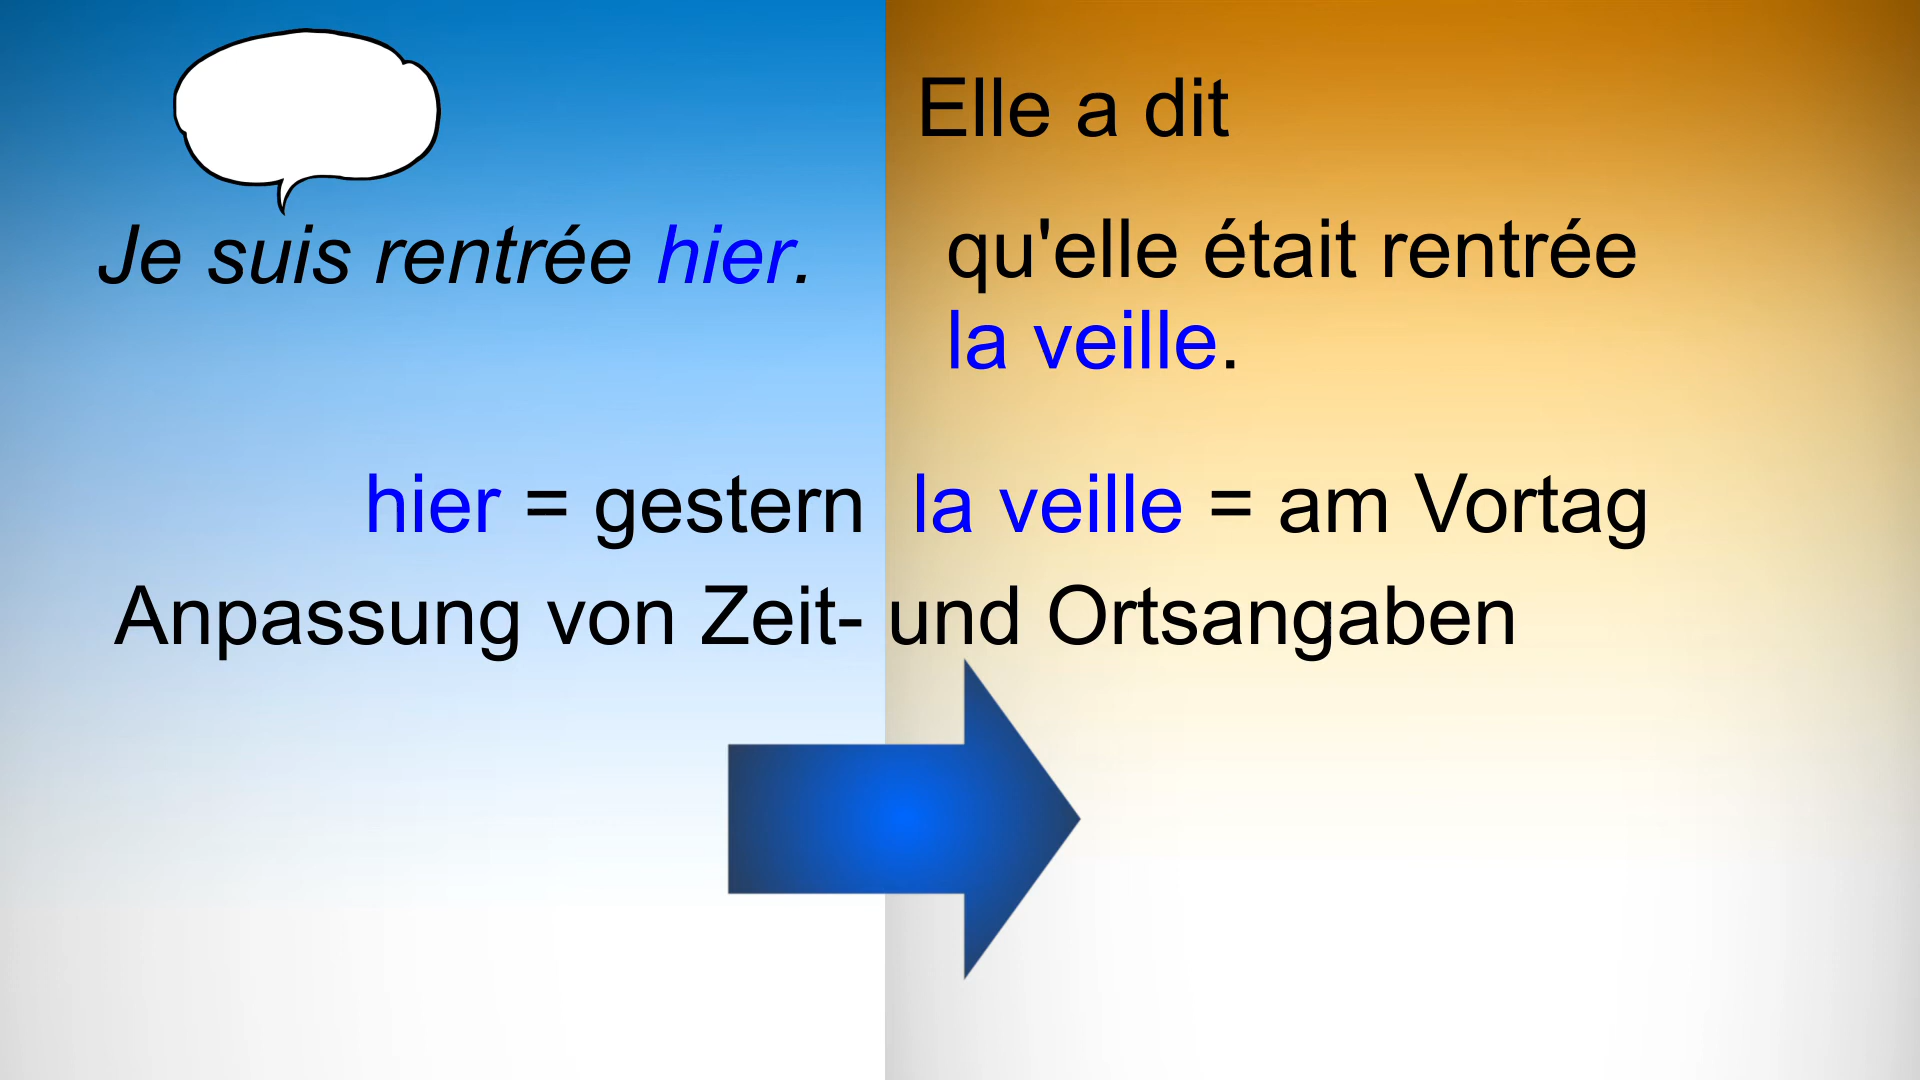 Elle a dit
Je suis rentrée hier.
qu'elle était rentrée
la veille.
hier = gestern
la veille = am Vortag
Anpassung von Zeit- und Ortsangaben